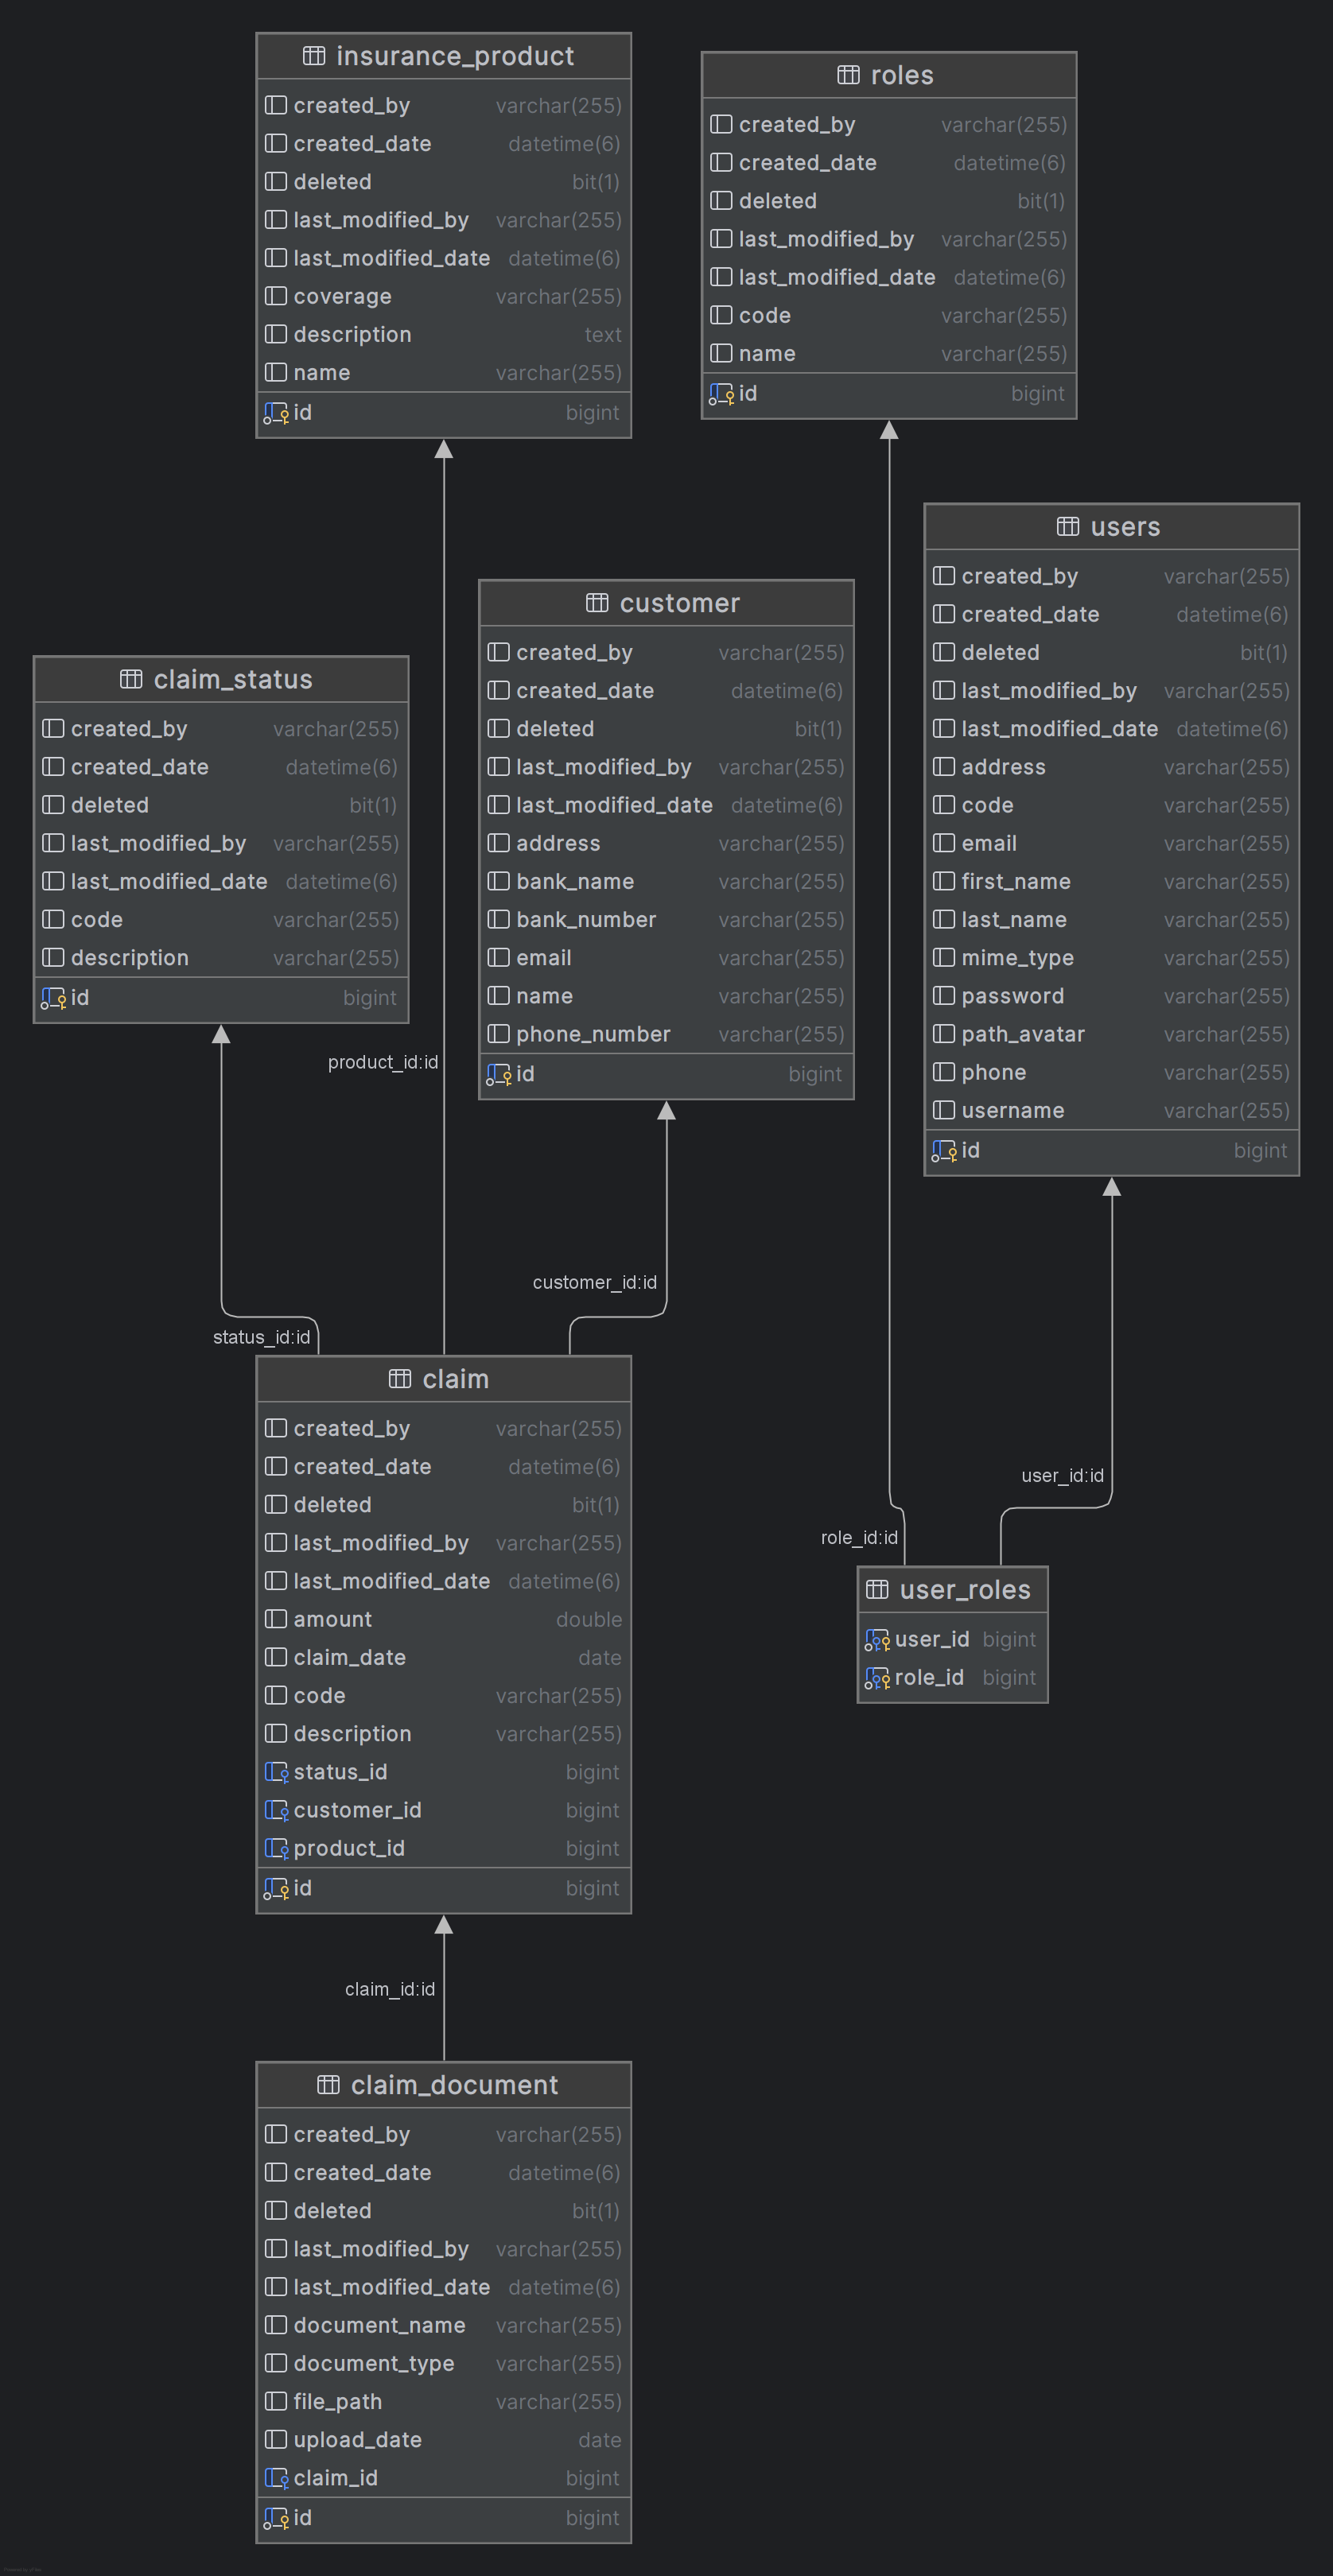 insurance_product
created_by varchar(255)
created_date datetime(6)
deleted bit(1)
last_modified_by varchar(255)
last_modified_date datetime(6)
coverage varchar(255)
description text
name varchar(255)
id bigint
roles
created_by varchar(255)
created_date datetime(6)
deleted bit(1)
last_modified_by varchar(255)
last_modified_date datetime(6)
code varchar(255)
name varchar(255)
id bigint
users
created_by varchar(255)
created_date datetime(6)
deleted bit(1)
last_modified_by varchar(255)
last_modified_date datetime(6)
address varchar(255)
code varchar(255)
email varchar(255)
first_name varchar(255)
last_name varchar(255)
mime_type varchar(255)
password varchar(255)
path_avatar varchar(255)
phone varchar(255)
username varchar(255)
id bigint
customer
created_by varchar(255)
created_date datetime(6)
deleted bit(1)
last_modified_by varchar(255)
last_modified_date datetime(6)
address varchar(255)
bank_name varchar(255)
bank_number varchar(255)
email varchar(255)
name varchar(255)
phone_number varchar(255)
id bigint
claim_status
created_by varchar(255)
created_date datetime(6)
deleted bit(1)
last_modified_by varchar(255)
last_modified_date datetime(6)
code varchar(255)
description varchar(255)
id bigint
product_id:id
customer_id:id
status_id:id
claim
created_by varchar(255)
created_date datetime(6)
deleted bit(1)
last_modified_by varchar(255)
last_modified_date datetime(6)
amount double
claim_date date
code varchar(255)
description varchar(255)
status_id bigint
customer_id bigint
product_id bigint
id bigint
user_id:id
role_id:id
user_roles
user_id bigint
role_id bigint
claim_id:id
claim_document
created_by varchar(255)
created_date datetime(6)
deleted bit(1)
last_modified_by varchar(255)
last_modified_date datetime(6)
document_name varchar(255)
document_type varchar(255)
file_path varchar(255)
upload_date date
claim_id bigint
id bigint